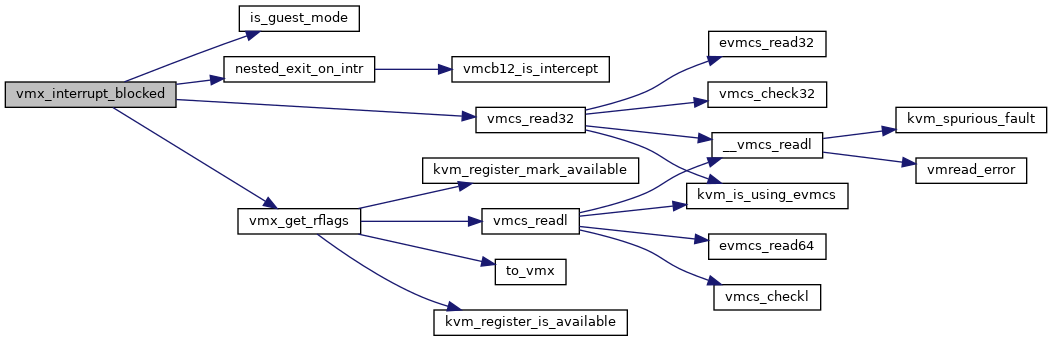 is_guest_mode
evmcs_read32
nested_exit_on_intr
vmcb12_is_intercept
vmx_interrupt_blocked
vmcs_check32
vmcs_read32
kvm_spurious_fault
__vmcs_readl
kvm_register_mark_available
vmread_error
kvm_is_using_evmcs
vmx_get_rflags
vmcs_readl
evmcs_read64
to_vmx
vmcs_checkl
kvm_register_is_available